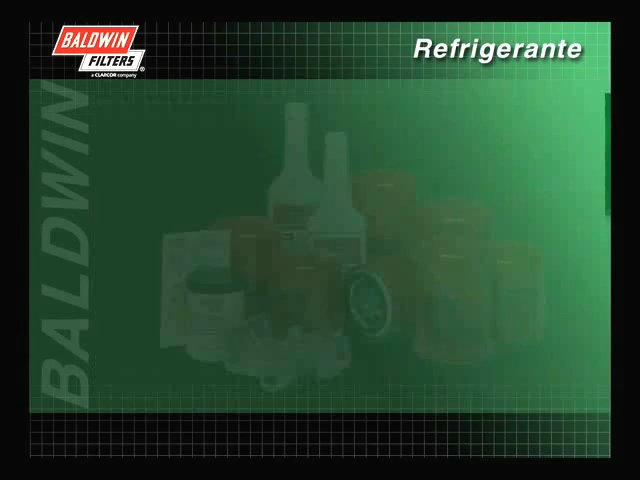 BALDWIN
FILTERS®
a CLARCOR company
Refrigerante
BALDWIN